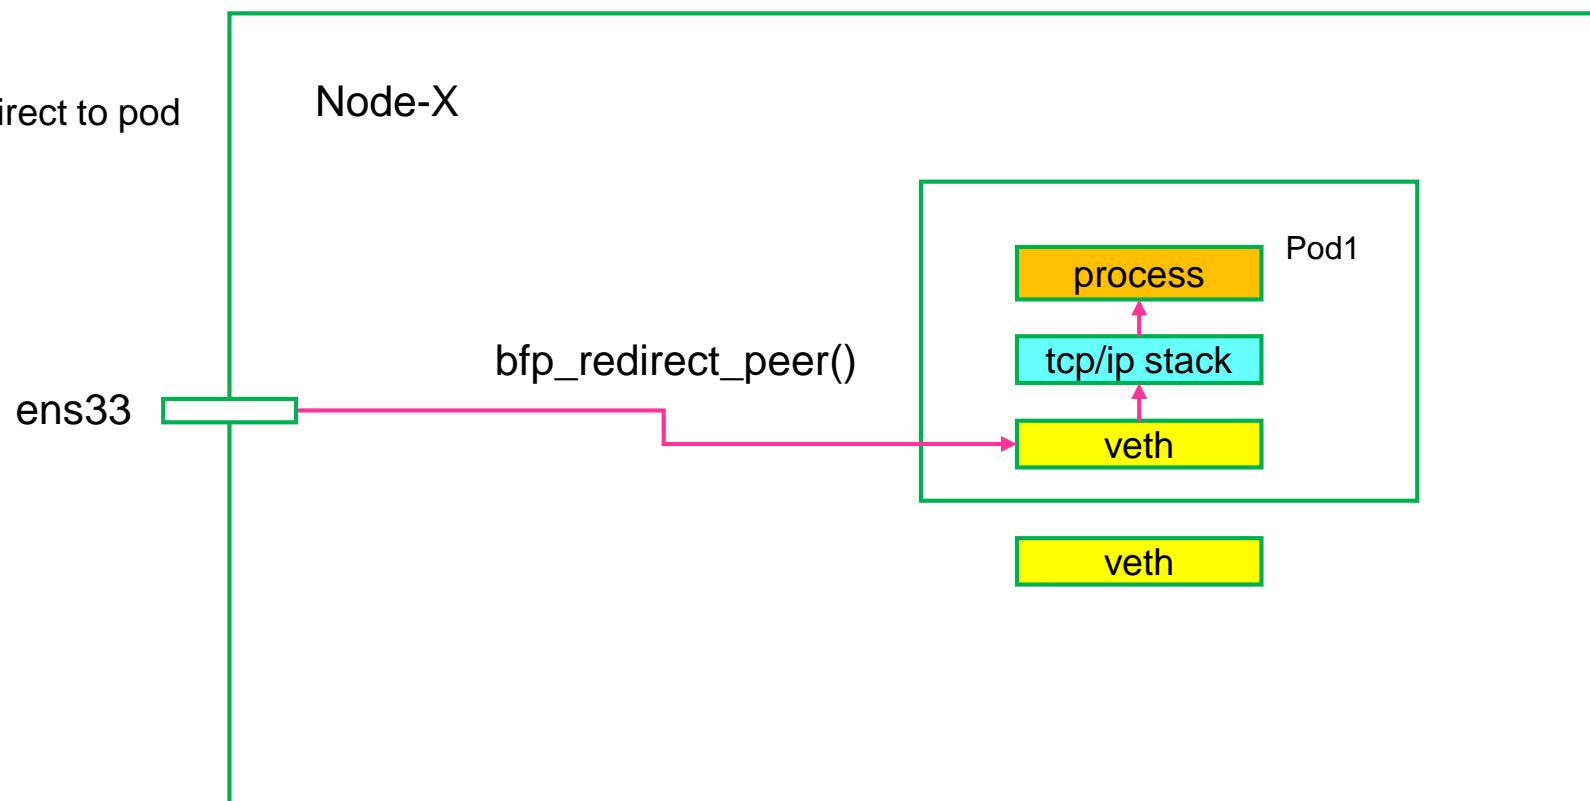 irect to pod
Node-X
Pod1
process
bfp_redirect_peer()
tcp/ip stack
ens33
veth
veth